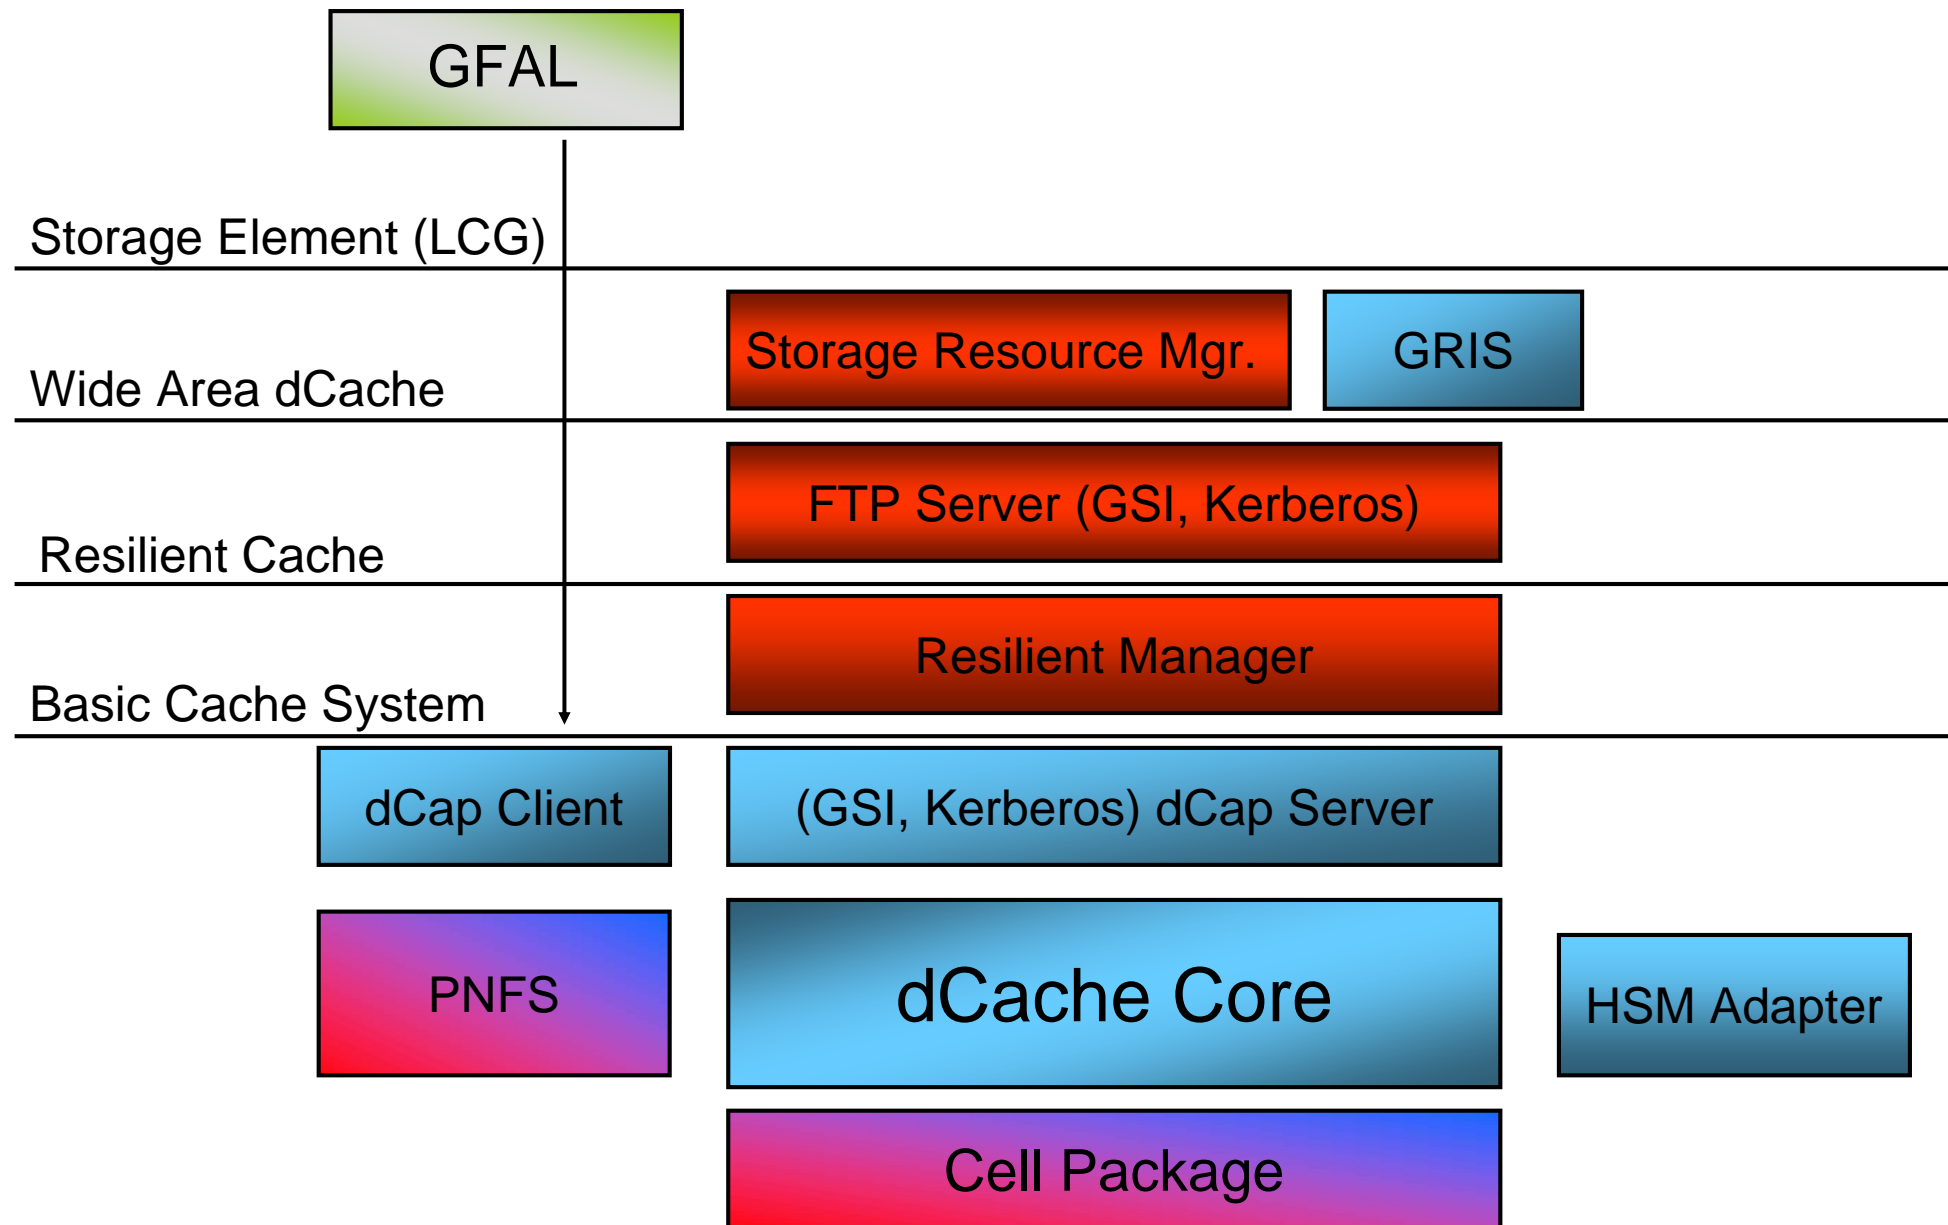 GFAL
Storage Element (LCG)
Storage Resource Mgr.
GRIS
Wide Area dCache
FTP Server (GSI, Kerberos)
Resilient Cache
Resilient Manager
Basic Cache System
dCap Client
(GSI, Kerberos) dCap Server
PNFS
dCache Core
HSM Adapter
Cell Package